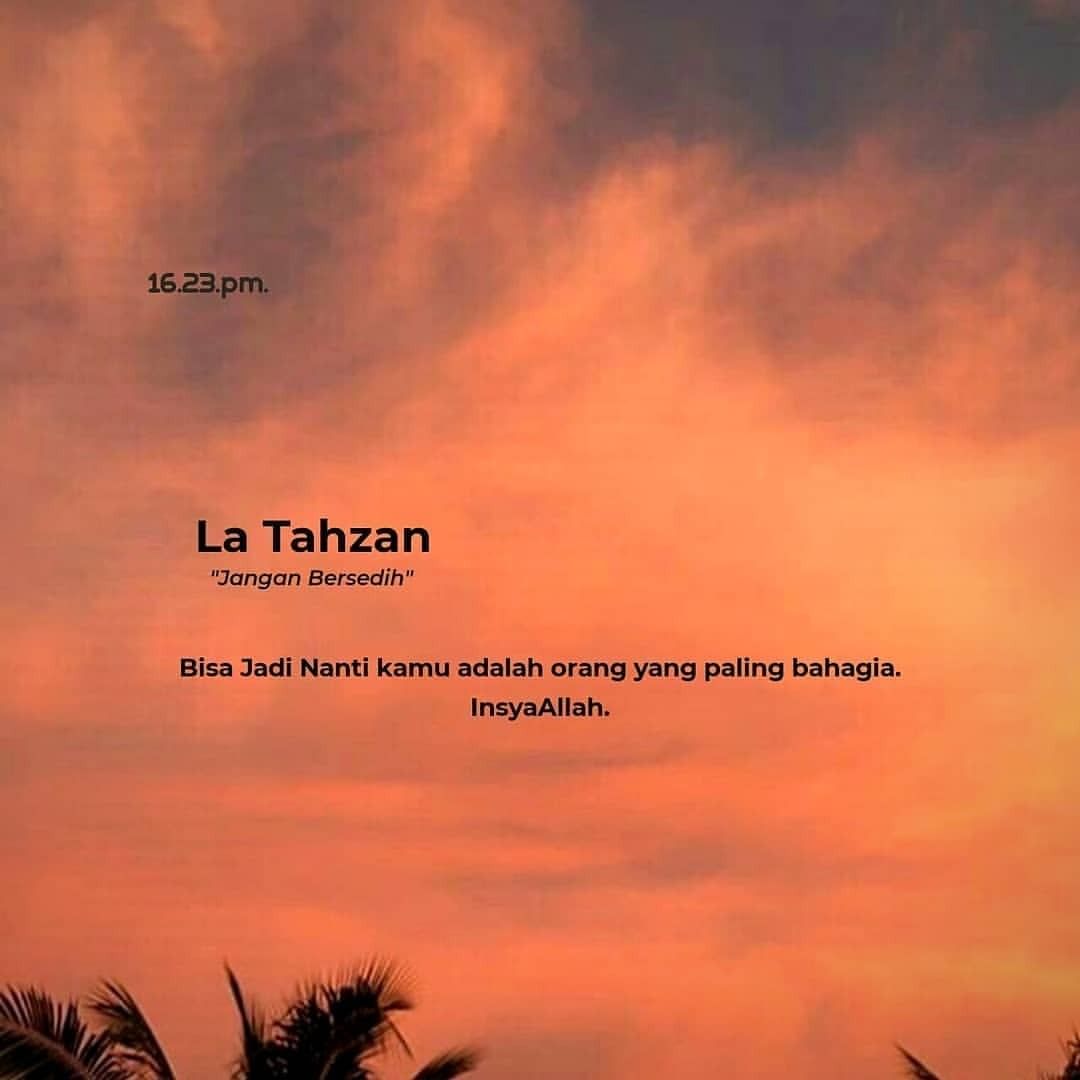 16.23.pm.
La Tahzan
"Jangan Bersedih"
Bisa Jadi Nanti kamu adalah orang yang paling bahagia.
InsyaAllah.